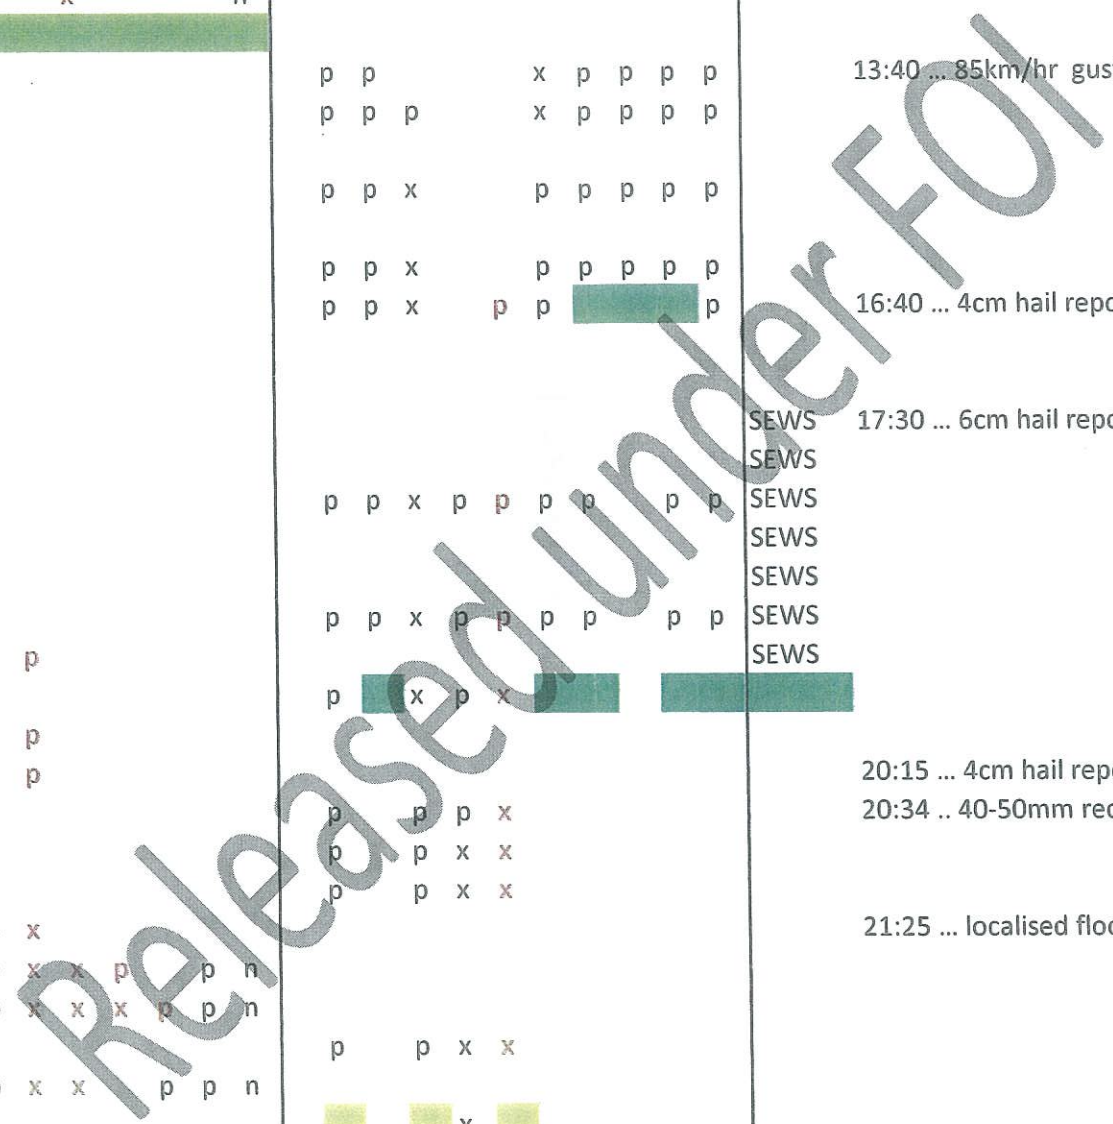 x n
p p x p p p p 13:40 ... 85km/hr gus
p p p x p p p p
p p x p p p p p
p p x p p p p p
p p x p p p 16:40 ... 4cm hail repo
SEWS 17:30 ... 6cm hail repo
SEWS
p p x p p p p p p SEWS
SEWS
SEWS
p p x p p p p p p SEWS
p SEWS
p x p x
p
p 20:15 ... 4cm hail rep
p p p x 20:34 .. 40-50mm rec
p p x x
p p x x
x 21:25 ... localised floo
x x p p n
x x x p p n
p p x x
x x p p n
x
Released under FOI